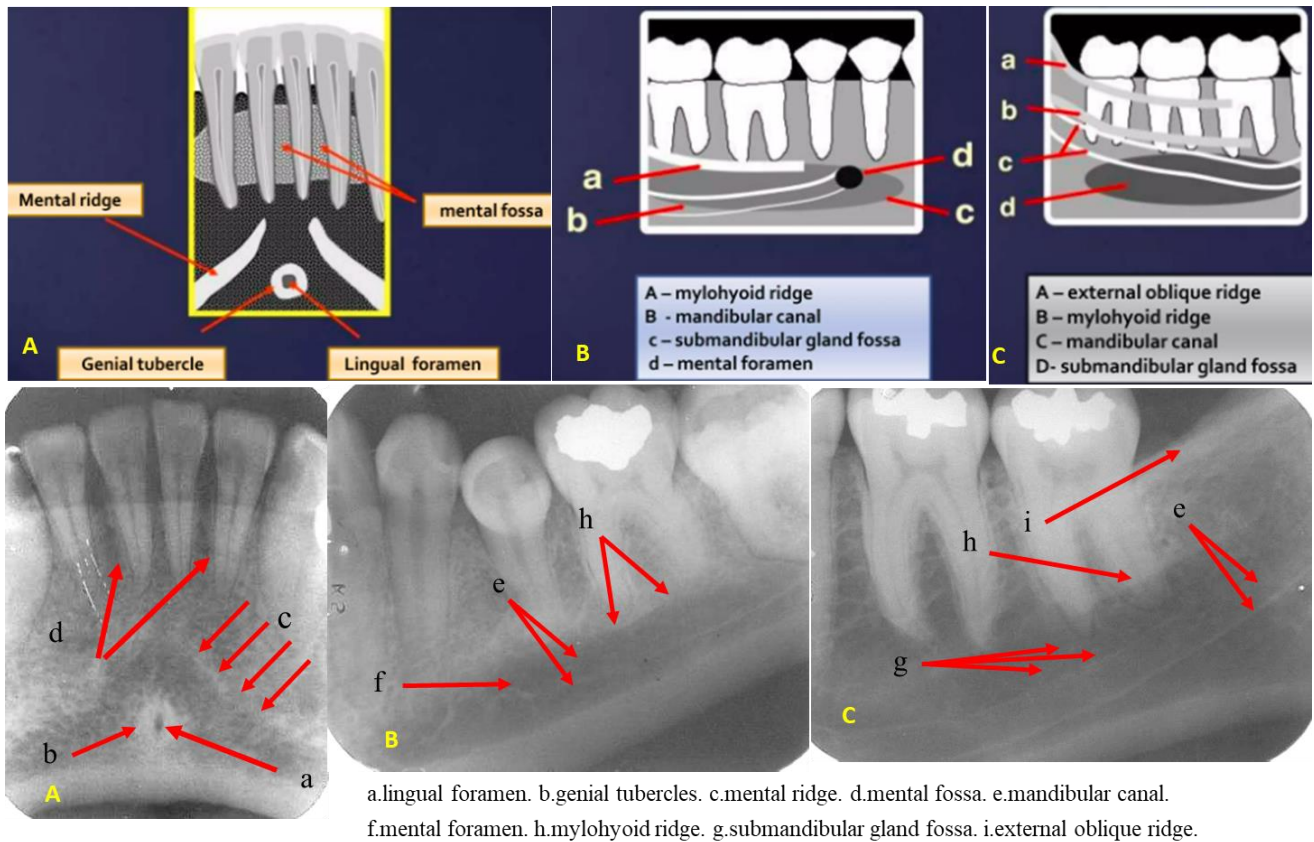 Mental ridge
mental fossa
Genial tubercle
Lingual foramen
A
a
b
c
d
A – mylohyoid ridge
B - mandibular canal
c – submandibular gland fossa
d – mental foramen
B
a
b
c
d
A – external oblique ridge
B – mylohyoid ridge
C – mandibular canal
D- submandibular gland fossa
C
d
c
b
a
A
h
e
f
B
i
e
h
g
C
a.lingual foramen. b.genial tubercles. c.mental ridge. d.mental fossa. e.mandibular canal.
f.mental foramen. h.mylohyoid ridge. g.submandibular gland fossa. i.external oblique ridge.